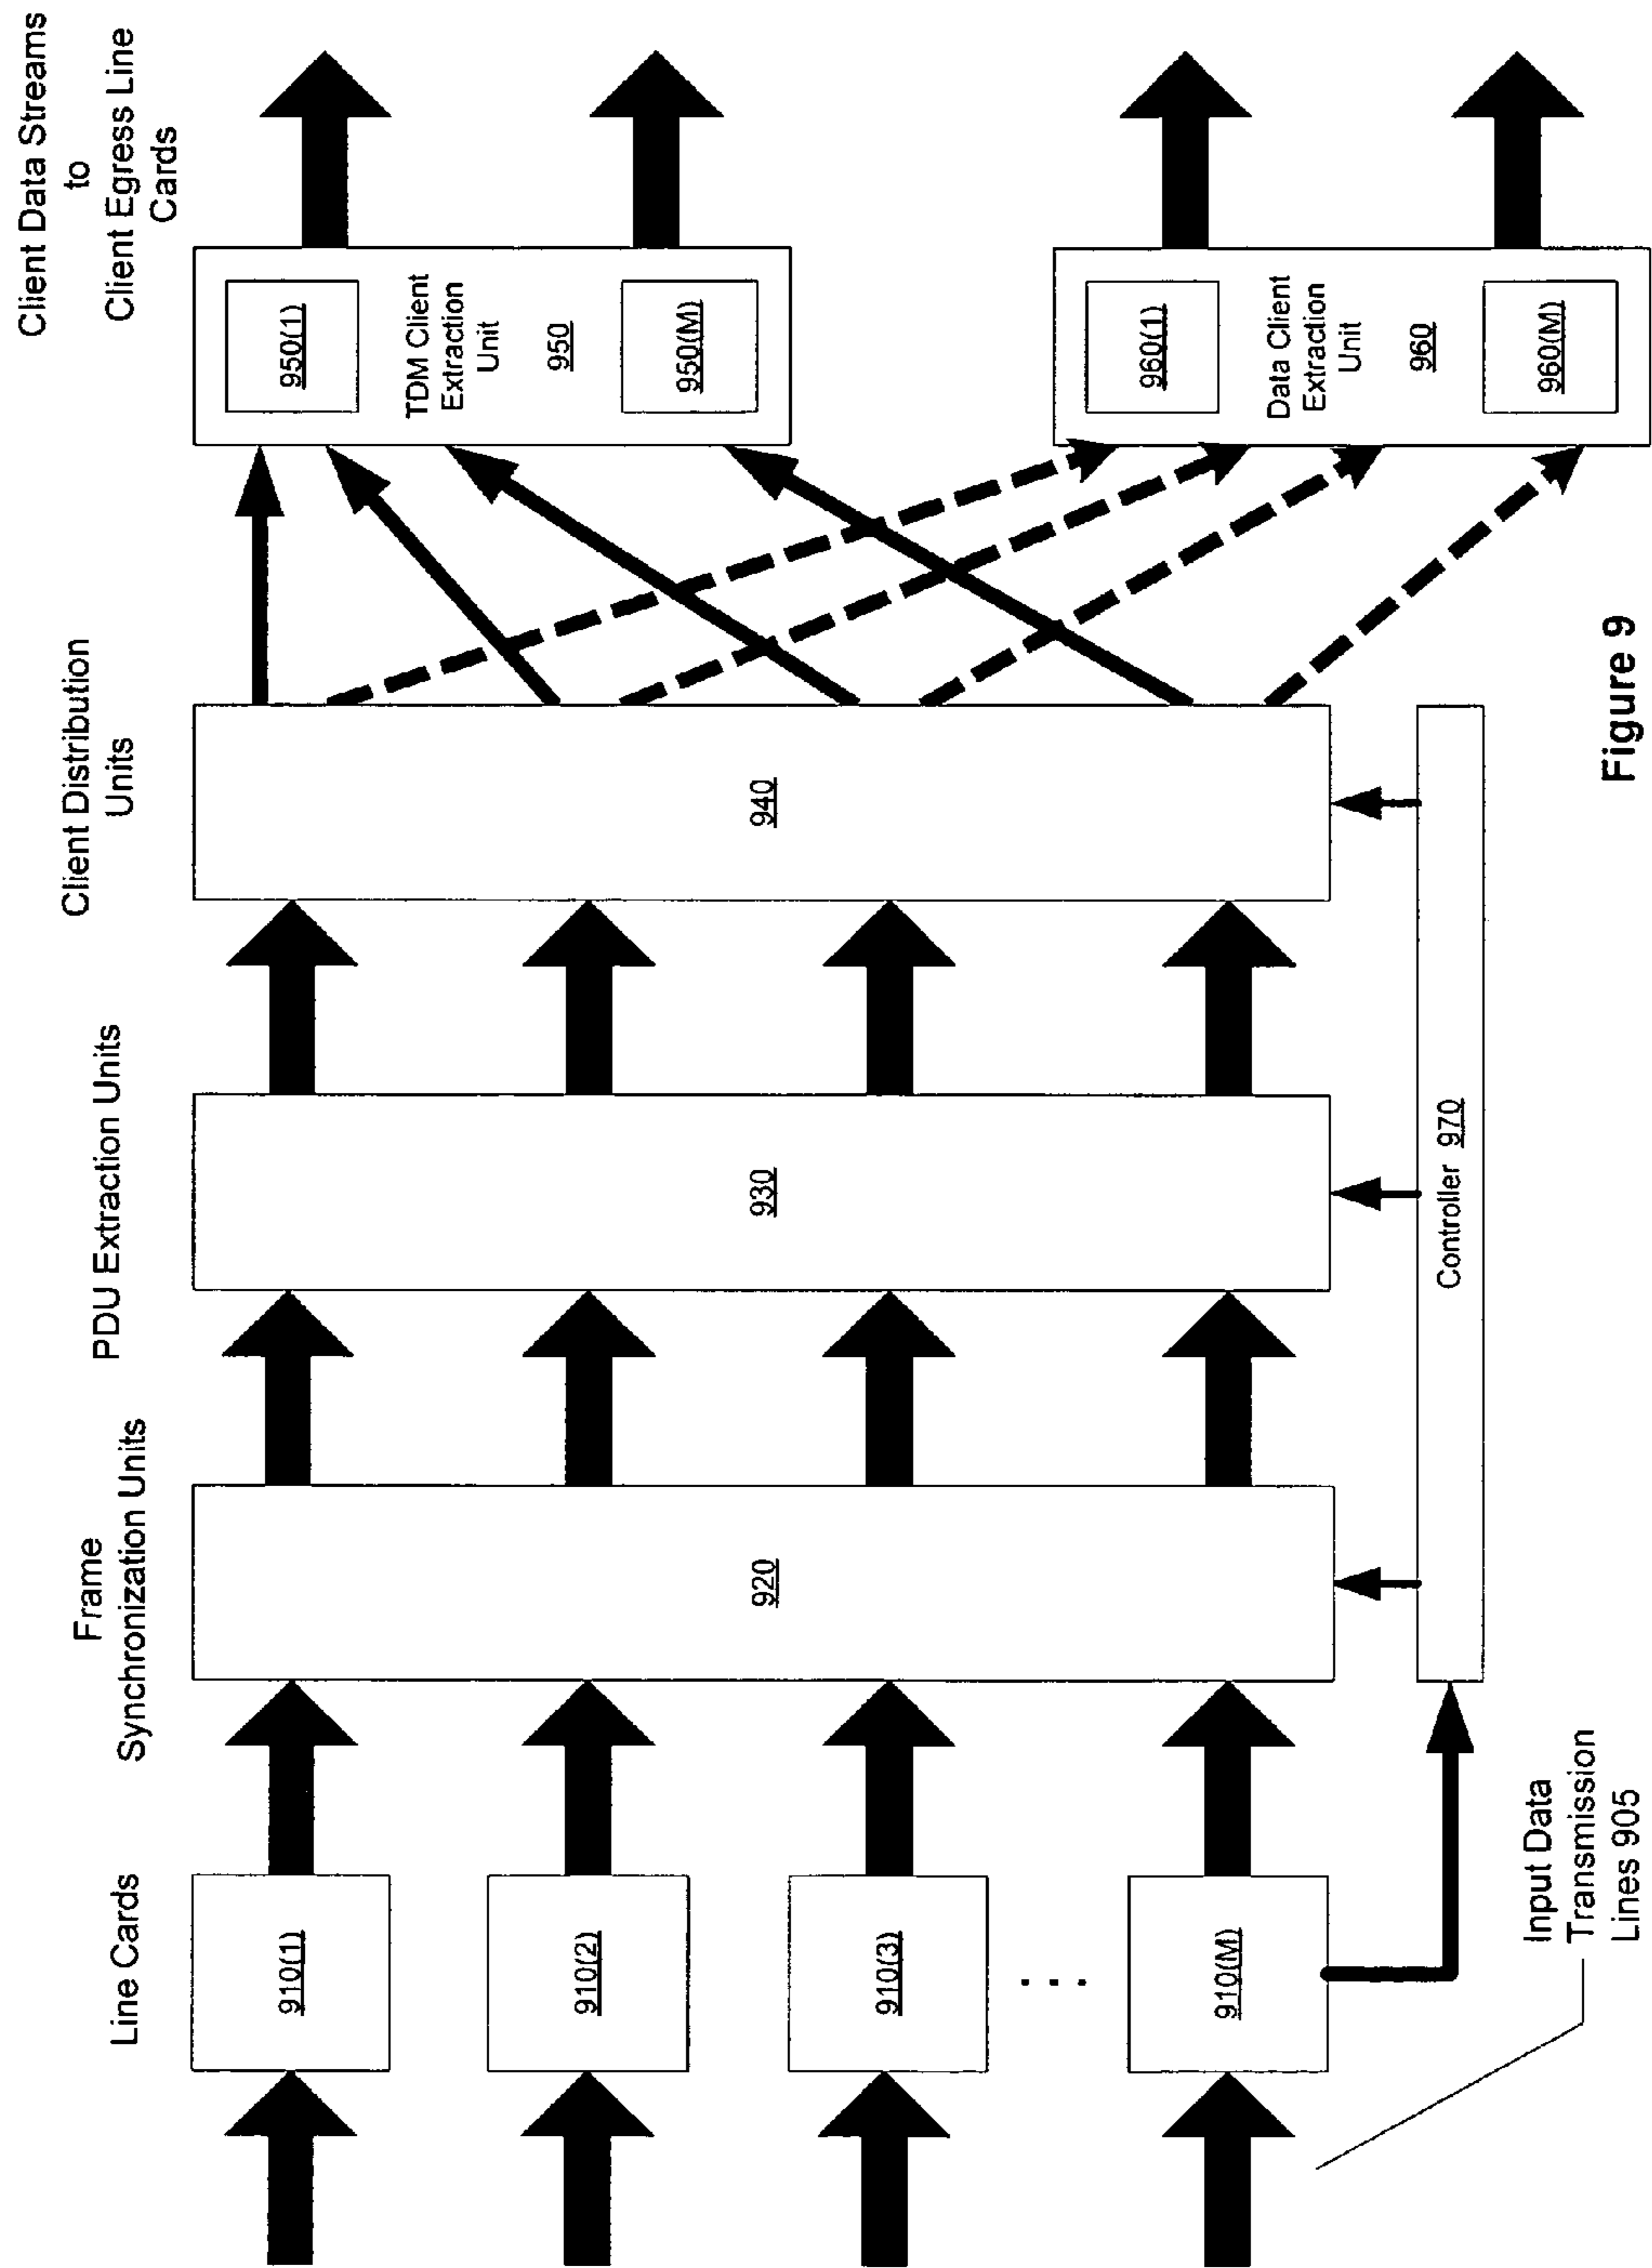 Line Cards
Frame
Synchronization Units
PDU Extraction Units
Client Distribution
Units
Client Data Streams
to
Client Egress Line
Cards
910(1)
910(2)
910(3)
...
910(M)
920
930
940
950(1)
TDM Client
Extraction
Unit
950
950(M)
960(1)
Data Client
Extraction
Unit
960
960(M)
Controller 970
Input Data
Transmission
Lines 905
Figure 9